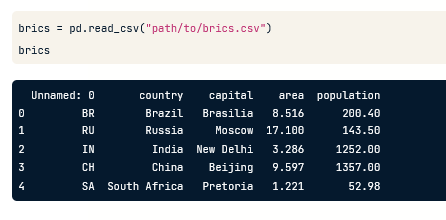 brics = pd.read_csv("path/to/brics.csv")
brics
Unnamed: 0 country capital area population
0 BR Brazil Brasilia 8.516 200.40
1 RU Russia Moscow 17.100 143.50
2 IN India New Delhi 3.286 1252.00
3 CH China Beijing 9.597 1357.00
4 SA South Africa Pretoria 1.221 52.98